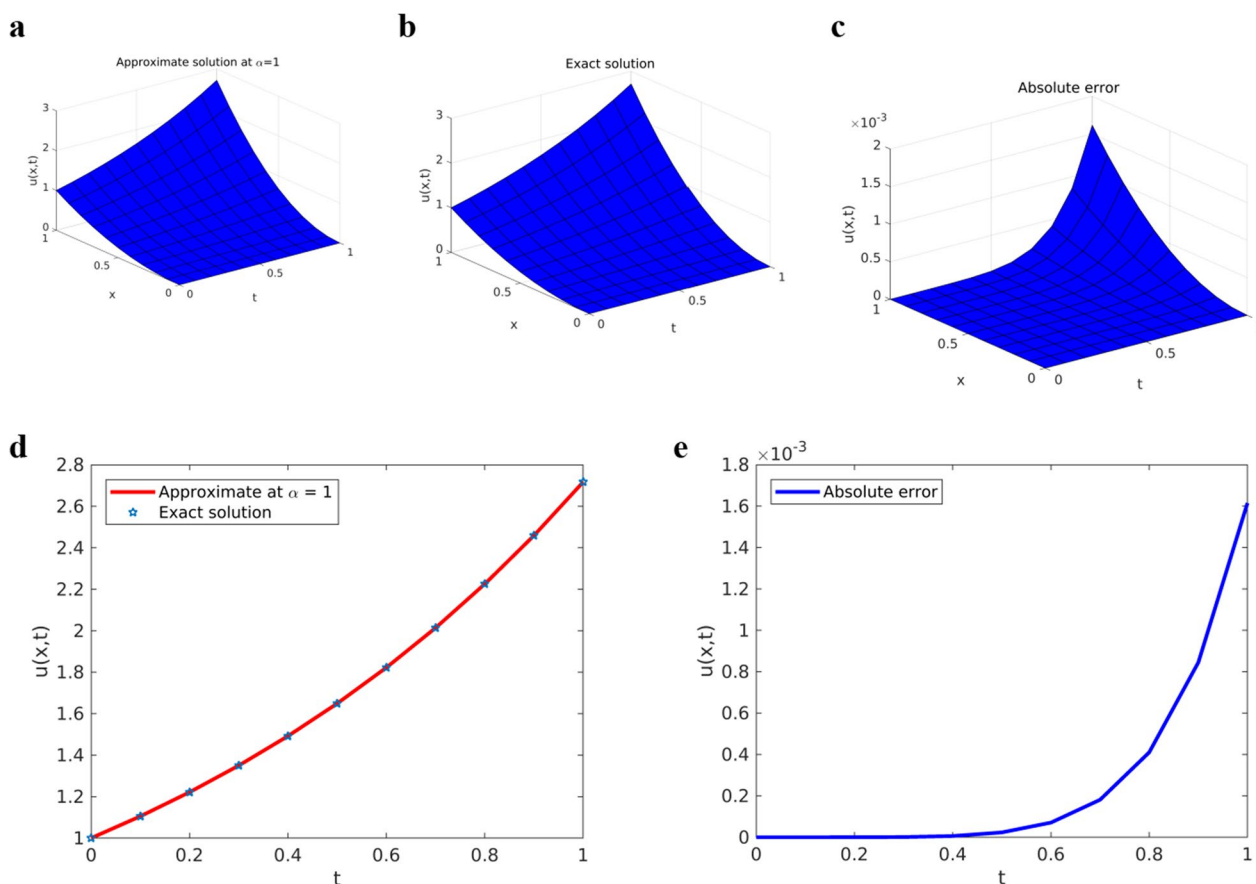 a
Approximate solution at α=1
3
2
1
0
u(x,t)
1
0.5
0
x
0
0.5
1
t
b
Exact solution
3
2
1
0
u(x,t)
1
0.5
0
x
0
0.5
1
t
c
Absolute error
×10⁻³
2
1.5
1
0.5
0
u(x,t)
1
0.5
0
x
0
0.5
t
d
2.8
2.6
2.4
2.2
2
1.8
1.6
1.4
1.2
1
u(x,t)
Approximate at α = 1
Exact solution
0 0.2 0.4 0.6 0.8 1
t
e
×10⁻³
1.8
1.6
1.4
1.2
1
0.8
0.6
0.4
0.2
0
u(x,t)
Absolute error
0 0.2 0.4 0.6 0.8 1
t